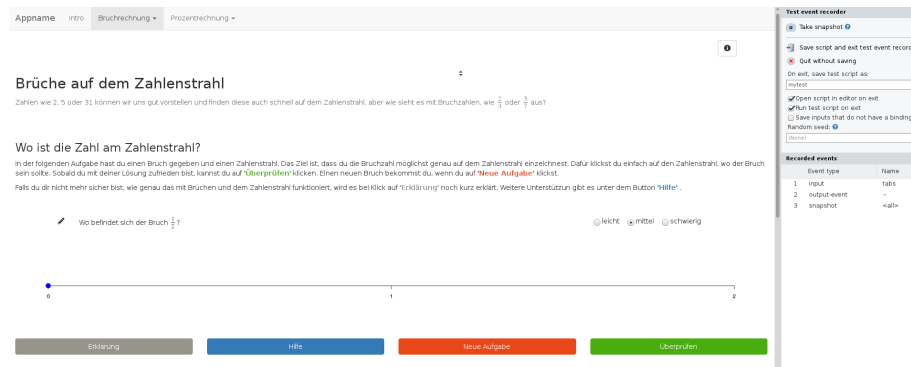 Appname Intro Bruchrechnung Prozentrechnung
Brüche auf dem Zahlenstrahl
Zahlen wie 2, 5 oder 31 können wir uns gut vorstellen und finden diese auch schnell auf dem Zahlenstrahl, aber wie sieht es mit Bruchzahlen, wie 2/3 oder 5/7 aus?
Wo ist die Zahl am Zahlenstrahl?
In der folgenden Aufgabe hast du einen Bruch gegeben und einen Zahlenstrahl. Das Ziel ist, dass du die Bruchzahl möglichst genau auf dem Zahlenstrahl einzeichnest. Dafür klickst du einfach auf den Zahlenstrahl, wo der Bruch
sein sollte. Sobald du mit deiner Lösung zufrieden bist, kannst du auf 'Überprüfen' klicken. Einen neuen Bruch bekommst du, wenn du auf 'Neue Aufgabe' klickst.
Falls du dir nicht mehr sicher bist, wie genau das mit Brüchen und dem Zahlenstrahl funktioniert, wird es bei Klick auf 'Erklärung' noch kurz erklärt. Weitere Unterstützun gibt es unter dem Button 'Hilfe' .
Wo befindet sich der Bruch 1/2 ? leicht mittel schwierig
0 1 2
Erklärung Hilfe Neue Aufgabe Überprüfen
Test event recorder
Take snapshot
Save script and exit test event recor
Quit without saving
On exit, save test script as:
mytest
Open script in editor on exit
Run test script on exit
Save inputs that do not have a binding
Random seed:
(None)
Recorded events
Event type Name
1 input tabs
2 output-event --
3 snapshot <all>